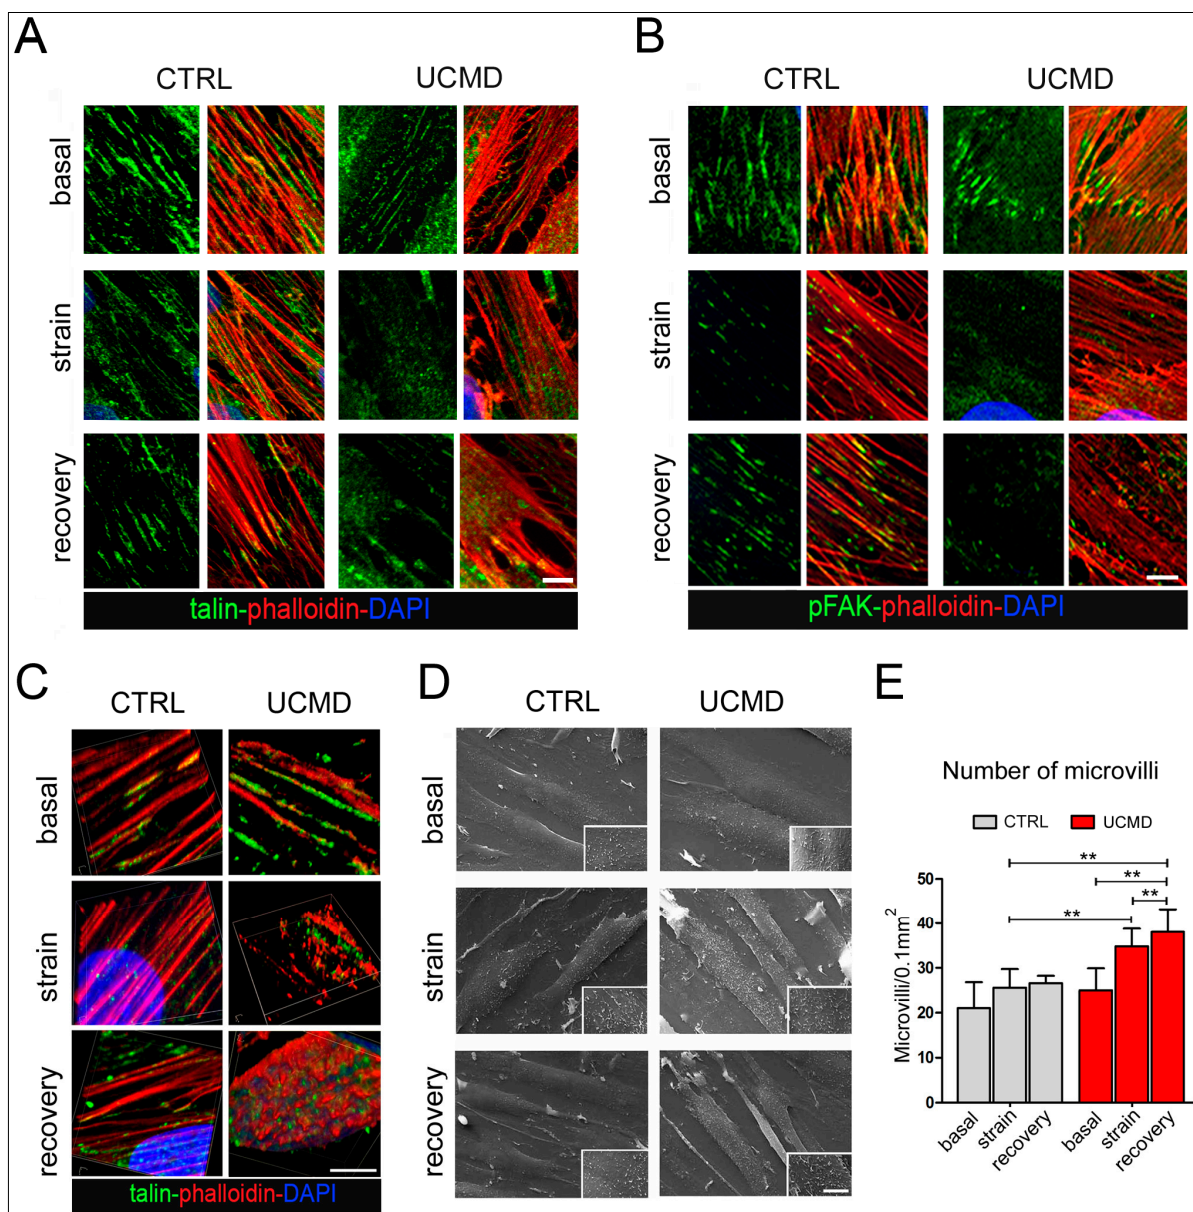 A
CTRL
UCMD
basal
strain
recovery
talin-phalloidin-DAPI
B
CTRL
UCMD
basal
strain
recovery
pFAK-phalloidin-DAPI
C
CTRL
UCMD
basal
strain
recovery
talin-phalloidin-DAPI
D
CTRL
UCMD
basal
strain
recovery
E
Number of microvilli
CTRL
UCMD
**
**
**
**
Microvilli/0.1mm²
50
40
30
20
10
0
basal
strain
recovery
basal
strain
recovery